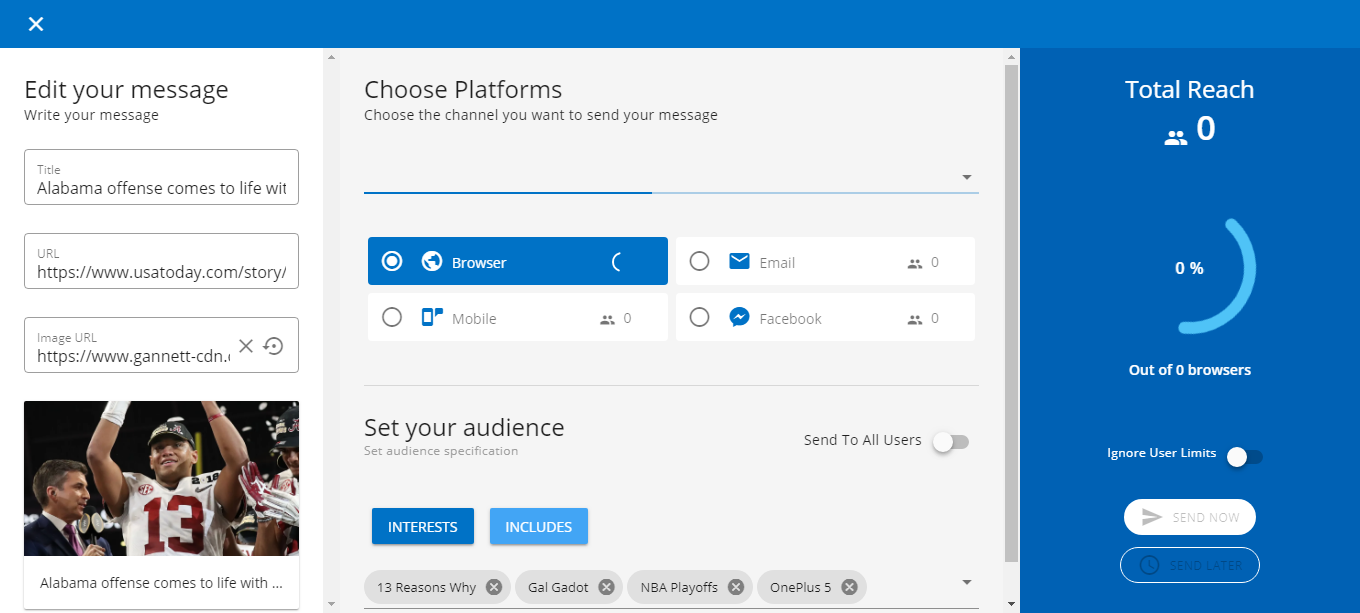 Edit your message
Write your message
Title
Alabama offense comes to life wit
URL
https://www.usatoday.com/story/
Image URL
https://www.gannett-cdn.c
13
Alabama offense comes to life with ...
Choose Platforms
Choose the channel you want to send your message
Browser
Email 0
Mobile 0
Facebook 0
Set your audience
Set audience specification
Send To All Users
INTERESTS INCLUDES
13 Reasons Why Gal Gadot NBA Playoffs OnePlus 5
Total Reach
0
0 %
Out of 0 browsers
Ignore User Limits
SEND NOW
SEND LATER